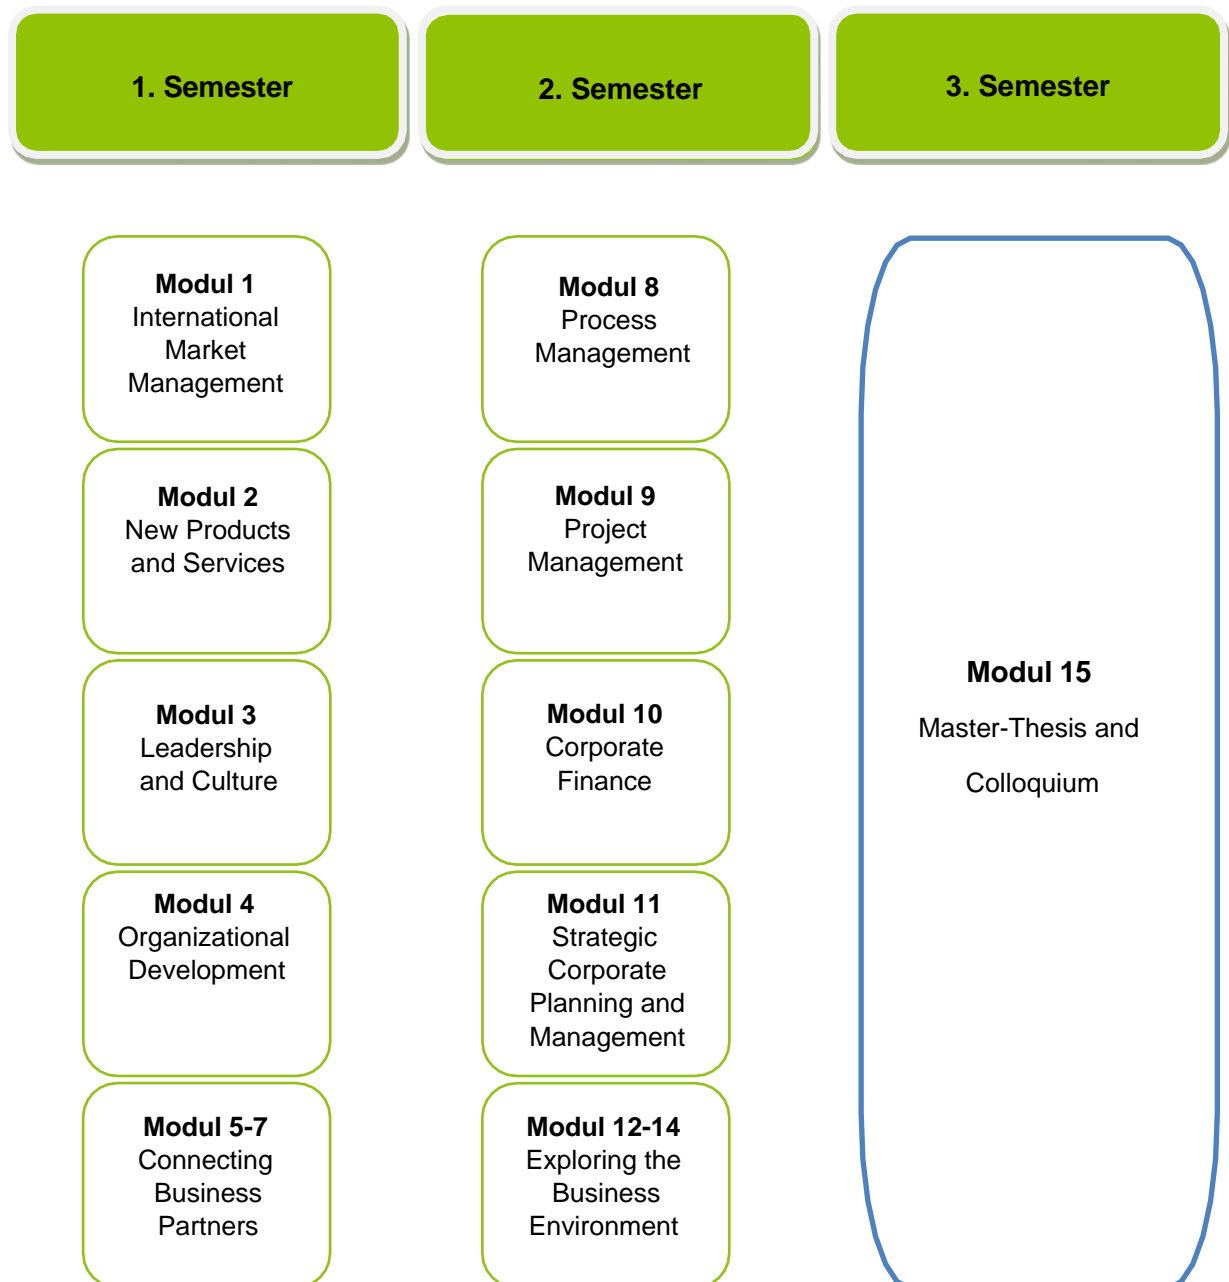 1. Semester
2. Semester
3. Semester
Modul 1
International
Market
Management
Modul 2
New Products
and Services
Modul 3
Leadership
and Culture
Modul 4
Organizational
Development
Modul 5-7
Connecting
Business
Partners
Modul 8
Process
Management
Modul 9
Project
Management
Modul 10
Corporate
Finance
Modul 11
Strategic
Corporate
Planning and
Management
Modul 12-14
Exploring the
Business
Environment
Modul 15
Master-Thesis and
Colloquium